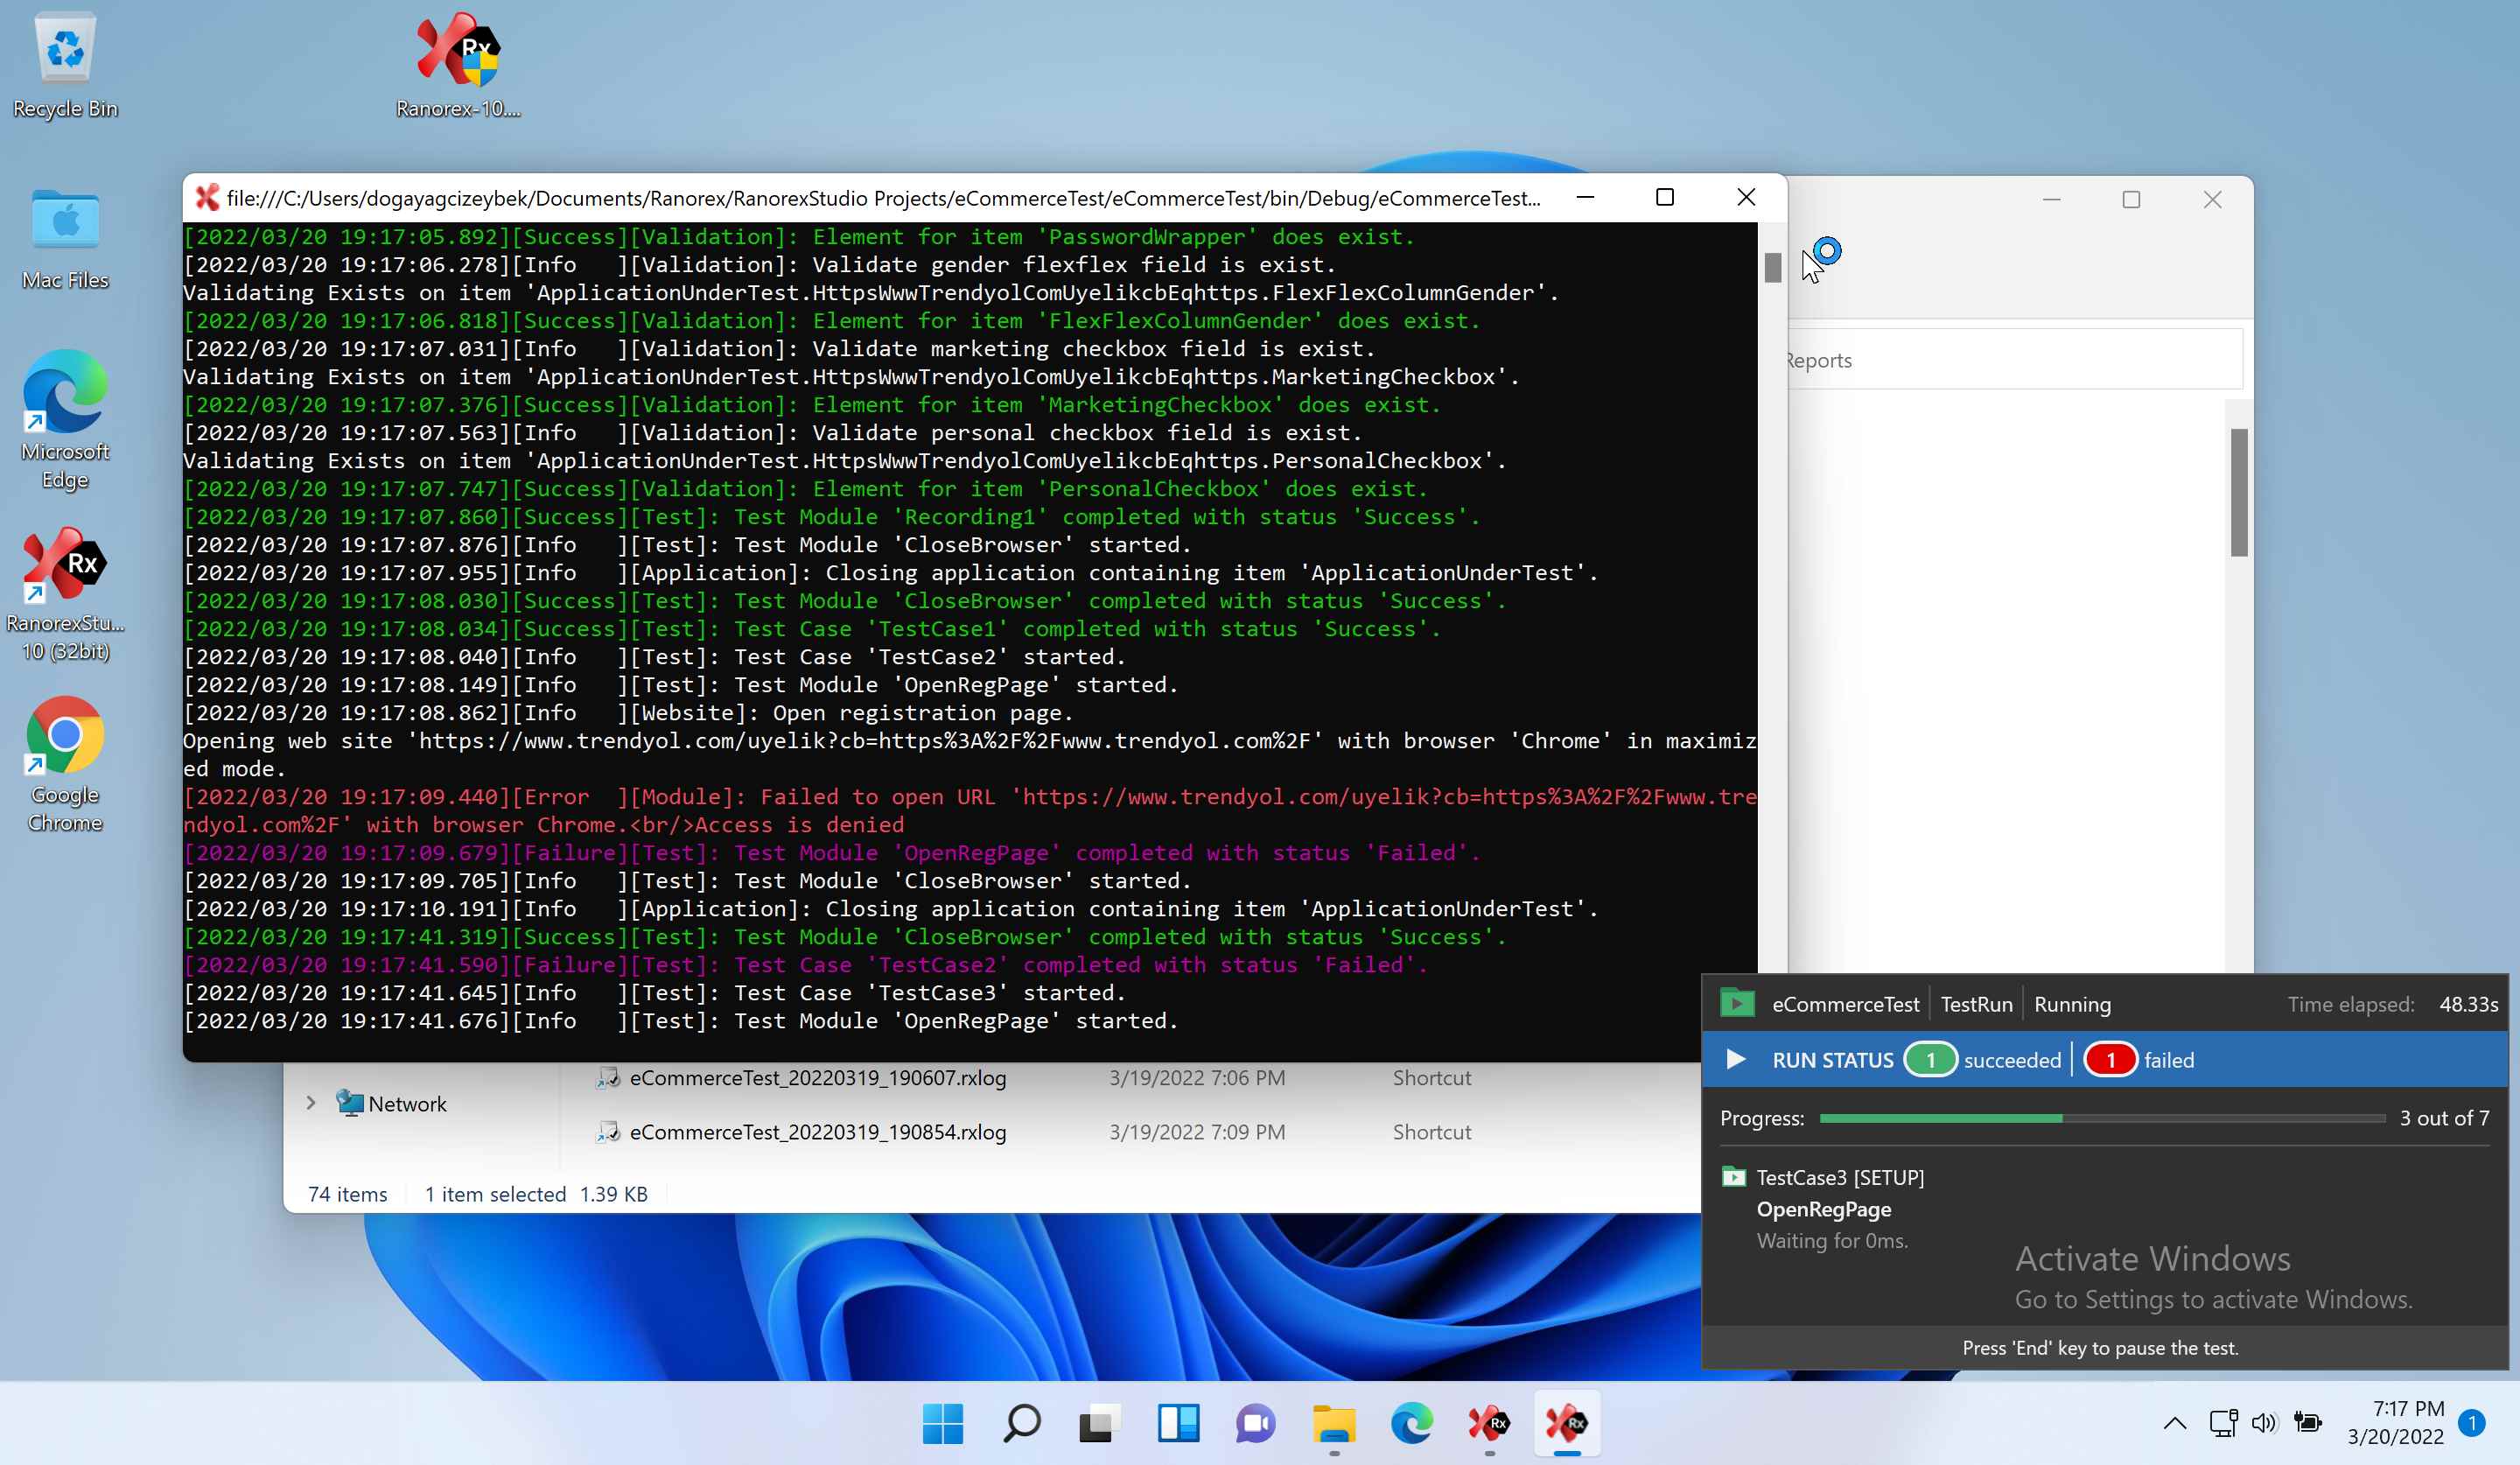 Recycle Bin
Ranorex-10....
Mac Files
Microsoft
Edge
RanorexStu...
10 (32bit)
Google
Chrome
file:///C:/Users/dogayagcizeybek/Documents/Ranorex/RanorexStudio Projects/eCommerceTest/eCommerceTest/bin/Debug/eCommerceTest...
[2022/03/20 19:17:05.892][Success][Validation]: Element for item 'PasswordWrapper' does exist.
[2022/03/20 19:17:06.278][Info   ][Validation]: Validate gender flexflex field is exist.
Validating Exists on item 'ApplicationUnderTest.HttpsWwwTrendyolComUyelikcbEqhttps.FlexFlexColumnGender'.
[2022/03/20 19:17:06.818][Success][Validation]: Element for item 'FlexFlexColumnGender' does exist.
[2022/03/20 19:17:07.031][Info   ][Validation]: Validate marketing checkbox field is exist.
Validating Exists on item 'ApplicationUnderTest.HttpsWwwTrendyolComUyelikcbEqhttps.MarketingCheckbox'.
[2022/03/20 19:17:07.376][Success][Validation]: Element for item 'MarketingCheckbox' does exist.
[2022/03/20 19:17:07.563][Info   ][Validation]: Validate personal checkbox field is exist.
Validating Exists on item 'ApplicationUnderTest.HttpsWwwTrendyolComUyelikcbEqhttps.PersonalCheckbox'.
[2022/03/20 19:17:07.747][Success][Validation]: Element for item 'PersonalCheckbox' does exist.
[2022/03/20 19:17:07.860][Success][Test]: Test Module 'Recording1' completed with status 'Success'.
[2022/03/20 19:17:07.876][Info   ][Test]: Test Module 'CloseBrowser' started.
[2022/03/20 19:17:07.955][Info   ][Application]: Closing application containing item 'ApplicationUnderTest'.
[2022/03/20 19:17:08.030][Success][Test]: Test Module 'CloseBrowser' completed with status 'Success'.
[2022/03/20 19:17:08.034][Success][Test]: Test Case 'TestCase1' completed with status 'Success'.
[2022/03/20 19:17:08.040][Info   ][Test]: Test Case 'TestCase2' started.
[2022/03/20 19:17:08.149][Info   ][Test]: Test Module 'OpenRegPage' started.
[2022/03/20 19:17:08.862][Info   ][Website]: Open registration page.
Opening web site 'https://www.trendyol.com/uyelik?cb=https%3A%2F%2Fwww.trendyol.com%2F' with browser 'Chrome' in maximiz
ed mode.
[2022/03/20 19:17:09.440][Error  ][Module]: Failed to open URL 'https://www.trendyol.com/uyelik?cb=https%3A%2F%2Fwww.tre
ndyol.com%2F' with browser Chrome.<br/>Access is denied
[2022/03/20 19:17:09.679][Failure][Test]: Test Module 'OpenRegPage' completed with status 'Failed'.
[2022/03/20 19:17:09.705][Info   ][Test]: Test Module 'CloseBrowser' started.
[2022/03/20 19:17:10.191][Info   ][Application]: Closing application containing item 'ApplicationUnderTest'.
[2022/03/20 19:17:41.319][Success][Test]: Test Module 'CloseBrowser' completed with status 'Success'.
[2022/03/20 19:17:41.590][Failure][Test]: Test Case 'TestCase2' completed with status 'Failed'.
[2022/03/20 19:17:41.645][Info   ][Test]: Test Case 'TestCase3' started.
[2022/03/20 19:17:41.676][Info   ][Test]: Test Module 'OpenRegPage' started.
Reports
Network
eCommerceTest_20220319_190607.rxlog 3/19/2022 7:06 PM Shortcut
eCommerceTest_20220319_190854.rxlog 3/19/2022 7:09 PM Shortcut
74 items 1 item selected 1.39 KB
eCommerceTest TestRun Running Time elapsed: 48.33s
RUN STATUS 1 succeeded 1 failed
Progress: 3 out of 7
TestCase3 [SETUP]
OpenRegPage
Waiting for 0ms.
Activate Windows
Go to Settings to activate Windows.
Press 'End' key to pause the test.
7:17 PM
3/20/2022
1
Rx
Rx
Rx
Rx